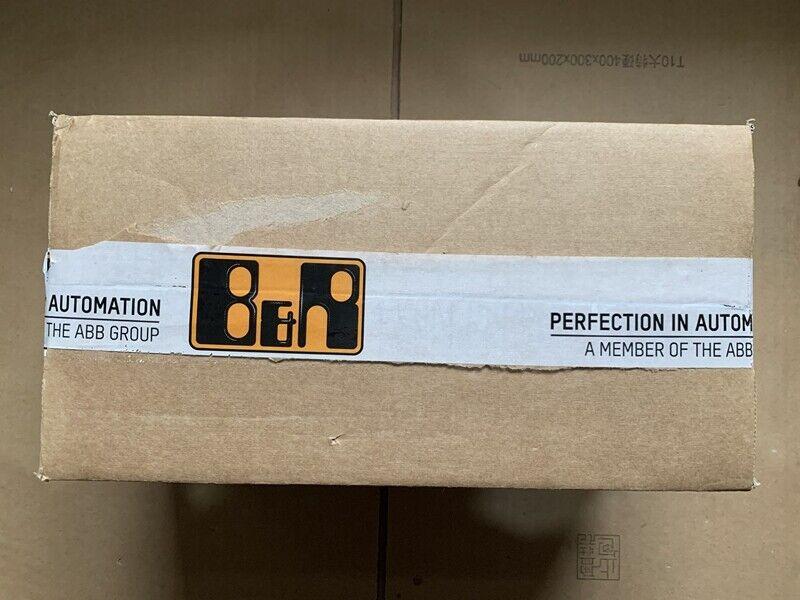 T10大特硬400x300x200mm
AUTOMATION
THE ABB GROUP
B&R
PERFECTION IN AUTOM
A MEMBER OF THE ABB